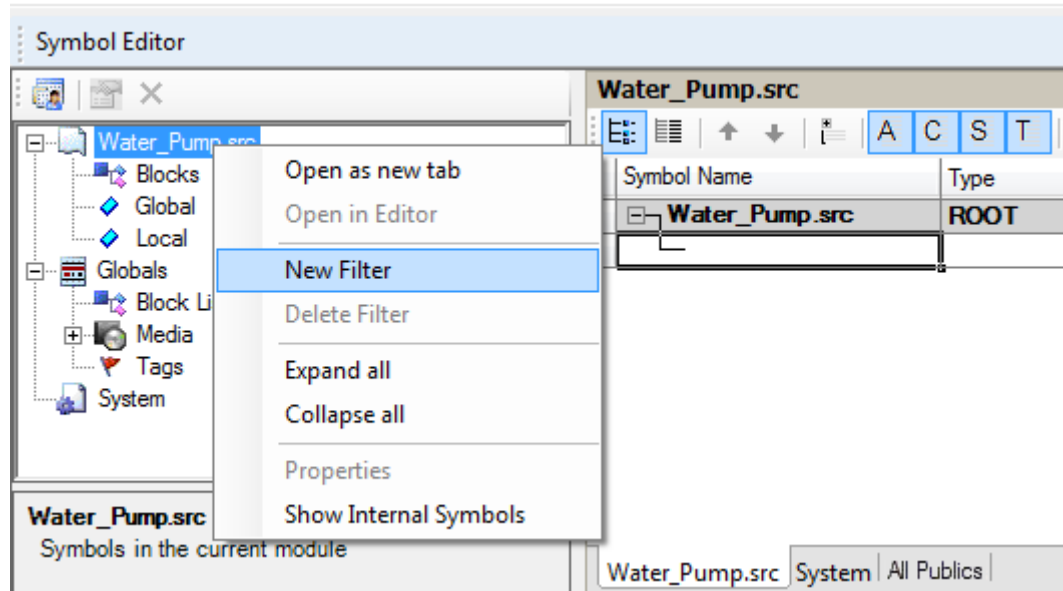 Symbol Editor
Water_Pump.src
Blocks
Global
Local
Globals
Block Li
Media
Tags
System
Open as new tab
Open in Editor
New Filter
Delete Filter
Expand all
Collapse all
Properties
Show Internal Symbols
Water_Pump.src
Symbols in the current module
Water_Pump.src
A C S T
Symbol Name Type
Water_Pump.src ROOT
Water_Pump.src System All Publics